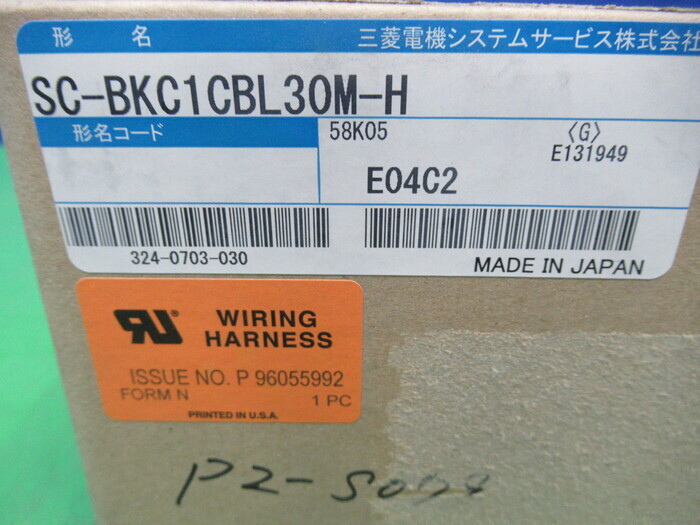 形 名 三菱電機システムサービス株式会
SC-BKC1CBL30M-H
形名コード 58K05 〈G〉
E131949
E04C2
324-0703-030 MADE IN JAPAN
WIRING
HARNESS
ISSUE NO. P 96055992
FORM N 1 PC
PRINTED IN U.S.A.